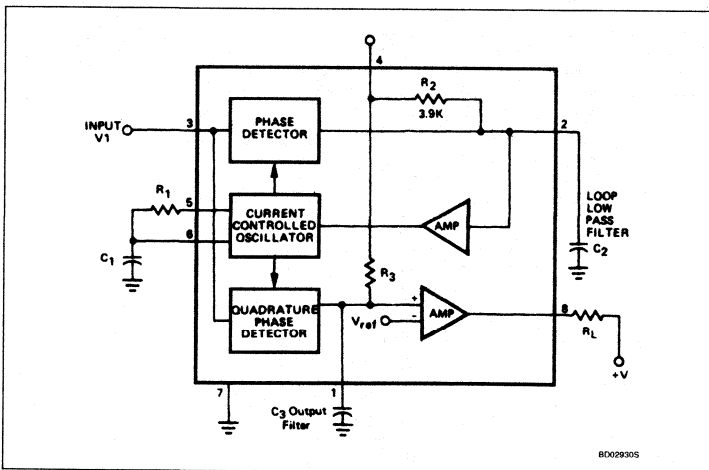 4
R2
3.9K
INPUT
V1
3
PHASE
DETECTOR
2
R1
5
6
C1
CURRENT
CONTROLLED
OSCILLATOR
AMP
LOOP
LOW
PASS
FILTER
C2
R3
QUADRATURE
PHASE
DETECTOR
+
-
Vref
AMP
8
RL
+V
7
1
C3 Output
Filter
BD02930S